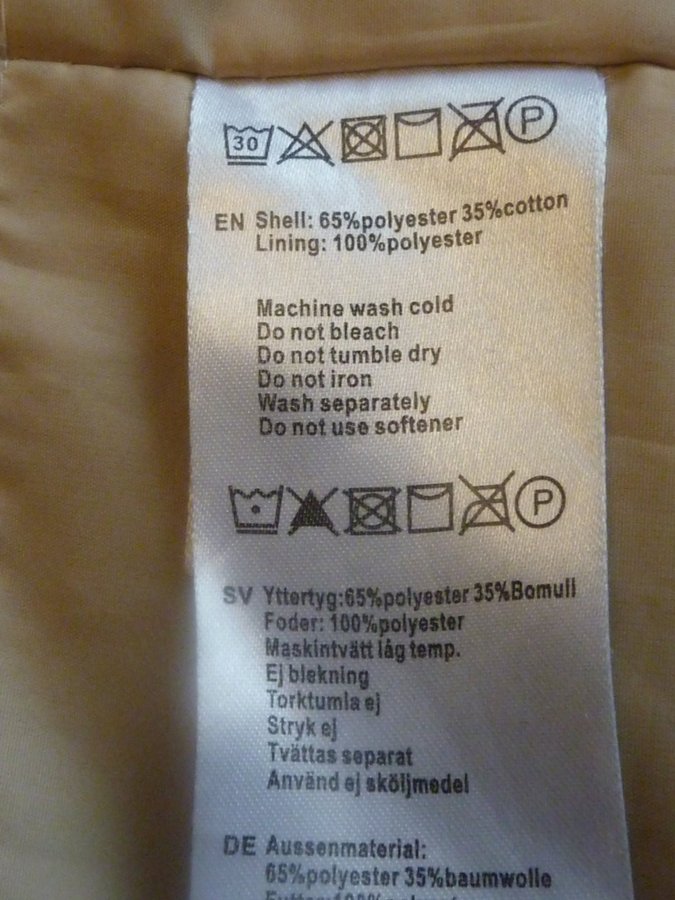 30 P
EN Shell: 65%polyester 35%cotton
Lining: 100%polyester
Machine wash cold
Do not bleach
Do not tumble dry
Do not iron
Wash separately
Do not use softener
P
SV Yttertyg:65%polyester 35%Bomull
Foder: 100%polyester
Maskintvätt låg temp.
Ej blekning
Torktumla ej
Stryk ej
Tvättas separat
Använd ej sköljmedel
DE Aussenmaterial:
65%polyester 35%baumwolle
Futter: 100%polyester